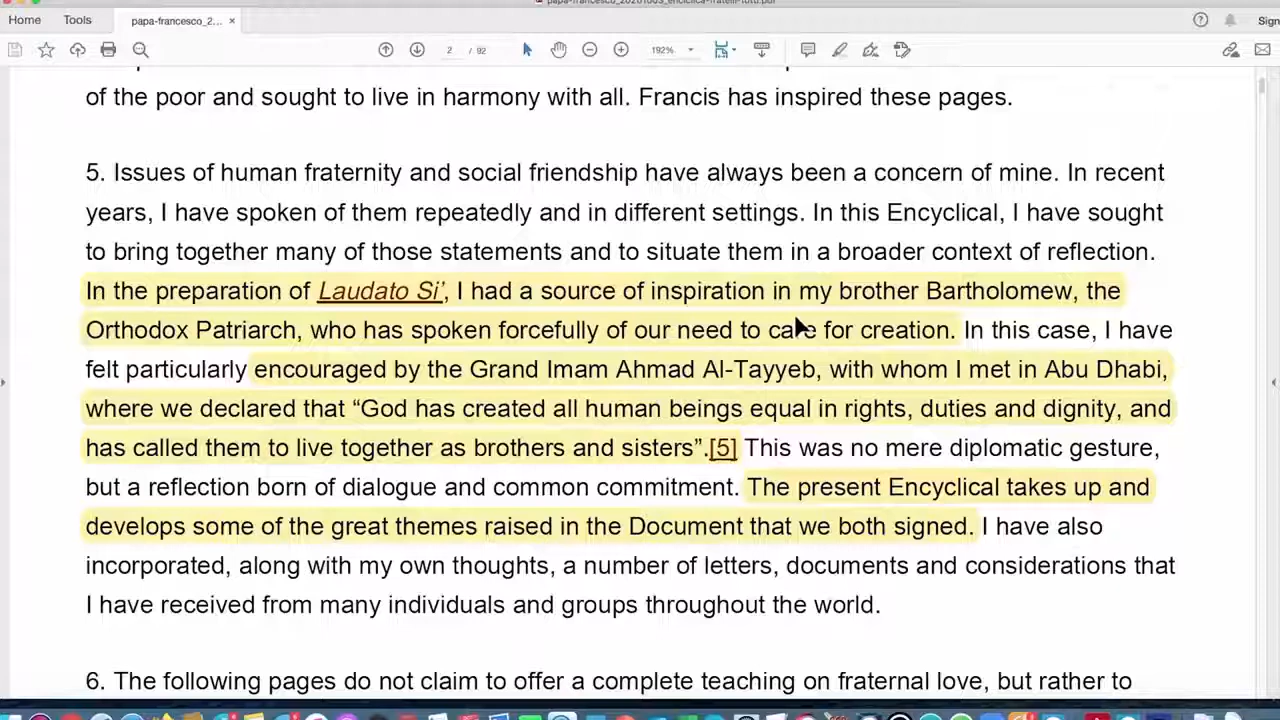 papa-francesco_20201003_enciclica-fratelli-tutti.pdf
Home Tools papa-francesco_2... × Sign
2 / 92 192%
of the poor and sought to live in harmony with all. Francis has inspired these pages.
5. Issues of human fraternity and social friendship have always been a concern of mine. In recent
years, I have spoken of them repeatedly and in different settings. In this Encyclical, I have sought
to bring together many of those statements and to situate them in a broader context of reflection.
In the preparation of Laudato Si’, I had a source of inspiration in my brother Bartholomew, the
Orthodox Patriarch, who has spoken forcefully of our need to care for creation. In this case, I have
felt particularly encouraged by the Grand Imam Ahmad Al-Tayyeb, with whom I met in Abu Dhabi,
where we declared that “God has created all human beings equal in rights, duties and dignity, and
has called them to live together as brothers and sisters”.[5] This was no mere diplomatic gesture,
but a reflection born of dialogue and common commitment. The present Encyclical takes up and
develops some of the great themes raised in the Document that we both signed. I have also
incorporated, along with my own thoughts, a number of letters, documents and considerations that
I have received from many individuals and groups throughout the world.
6. The following pages do not claim to offer a complete teaching on fraternal love, but rather to